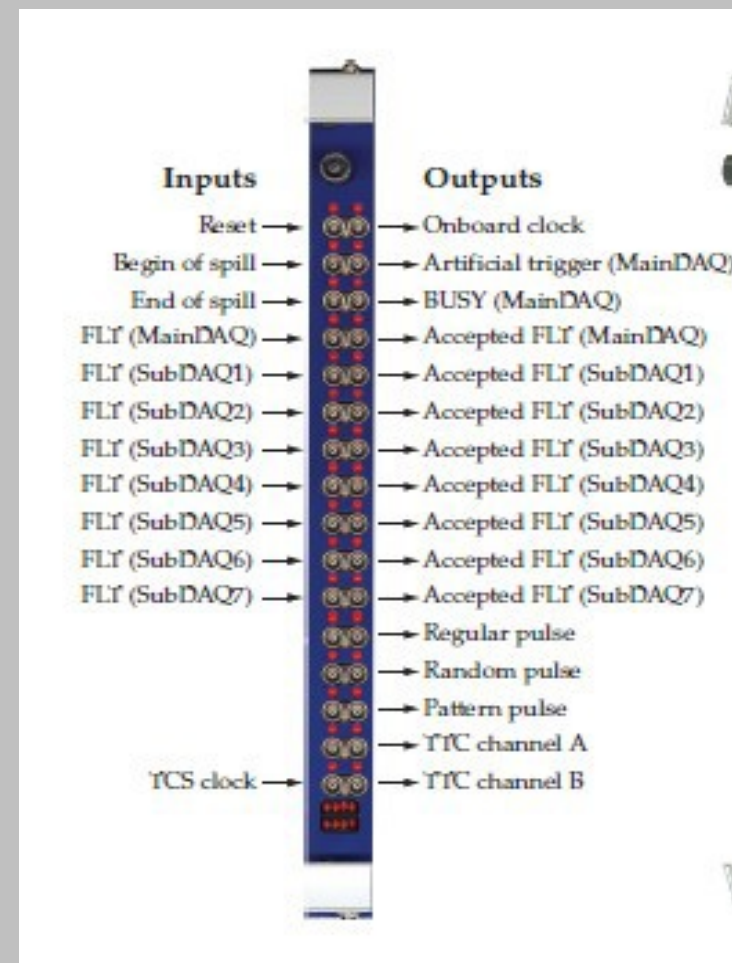 Inputs
Outputs
Reset
Onboard clock
Begin of spill
Artificial trigger (MainDAQ)
End of spill
BUSY (MainDAQ)
FLT (MainDAQ)
Accepted FLT (MainDAQ)
FLT (SubDAQ1)
Accepted FLT (SubDAQ1)
FLT (SubDAQ2)
Accepted FLT (SubDAQ2)
FLT (SubDAQ3)
Accepted FLT (SubDAQ3)
FLT (SubDAQ4)
Accepted FLT (SubDAQ4)
FLT (SubDAQ5)
Accepted FLT (SubDAQ5)
FLT (SubDAQ6)
Accepted FLT (SubDAQ6)
FLT (SubDAQ7)
Accepted FLT (SubDAQ7)
Regular pulse
Random pulse
Pattern pulse
TTC channel A
TCS clock
TTC channel B